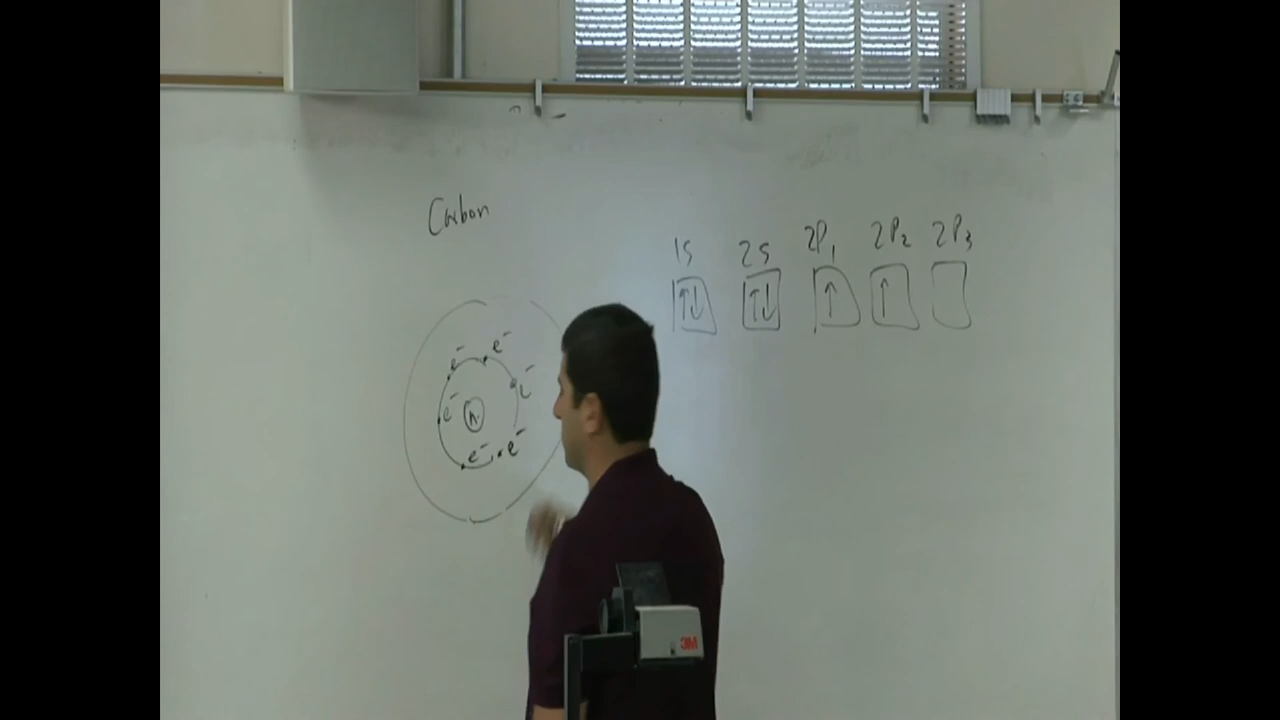 Carbon
1s 2s 2P1 2P2 2P3
↑↓ ↑↓ ↑ ↑
e⁻ e⁻
e⁻ e⁻
n
e⁻ e⁻
3M